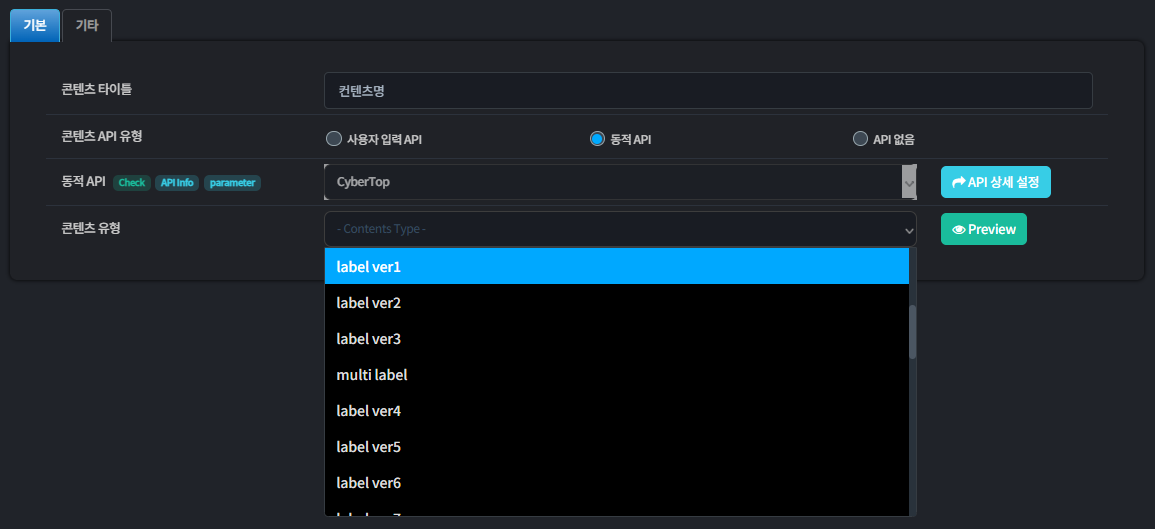 기본 기타
콘텐츠 타이틀 컨텐츠명
콘텐츠 API 유형 사용자 입력 API 동적 API API 없음
동적 API Check API Info parameter CyberTop API 상세 설정
콘텐츠 유형 - Contents Type - Preview
label ver1
label ver2
label ver3
multi label
label ver4
label ver5
label ver6